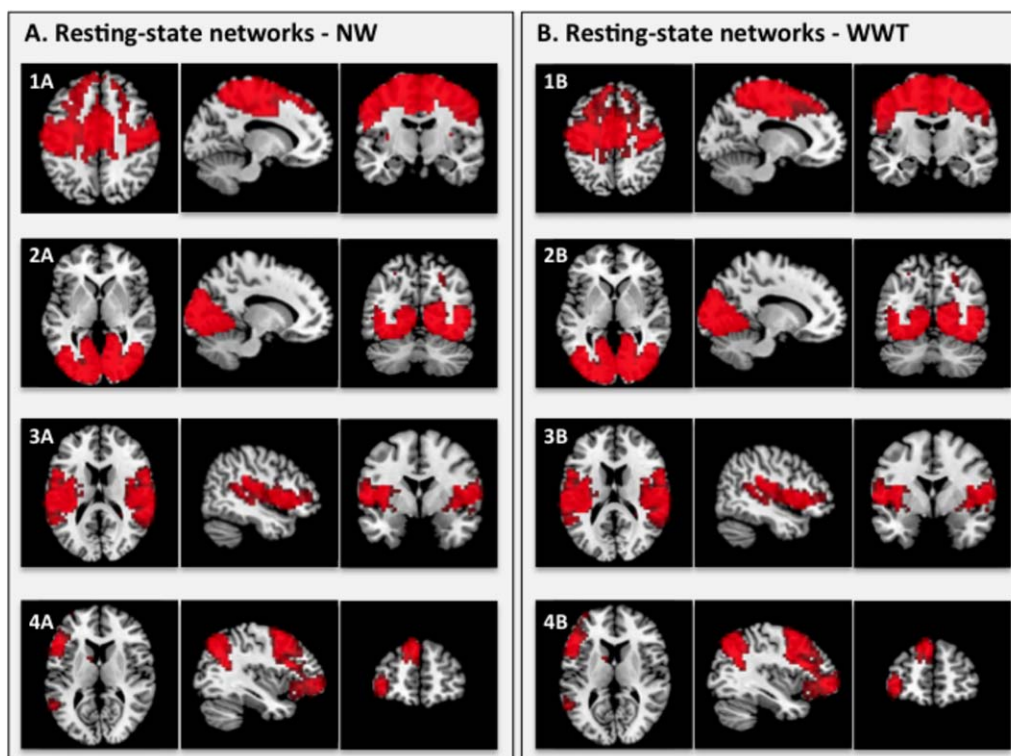 A. Resting-state networks - NW
B. Resting-state networks - WWT
1A
1B
2A
2B
3A
3B
4A
4B